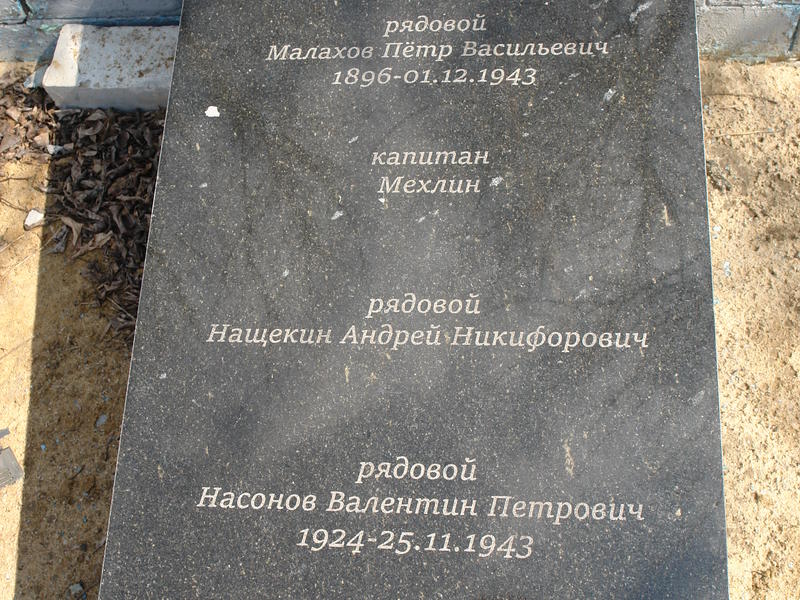 рядовой
Малахов Пётр Васильевич
1896-01.12.1943
капитан
Мехлин
рядовой
Нащекин Андрей Никифорович
рядовой
Насонов Валентин Петрович
1924-25.11.1943